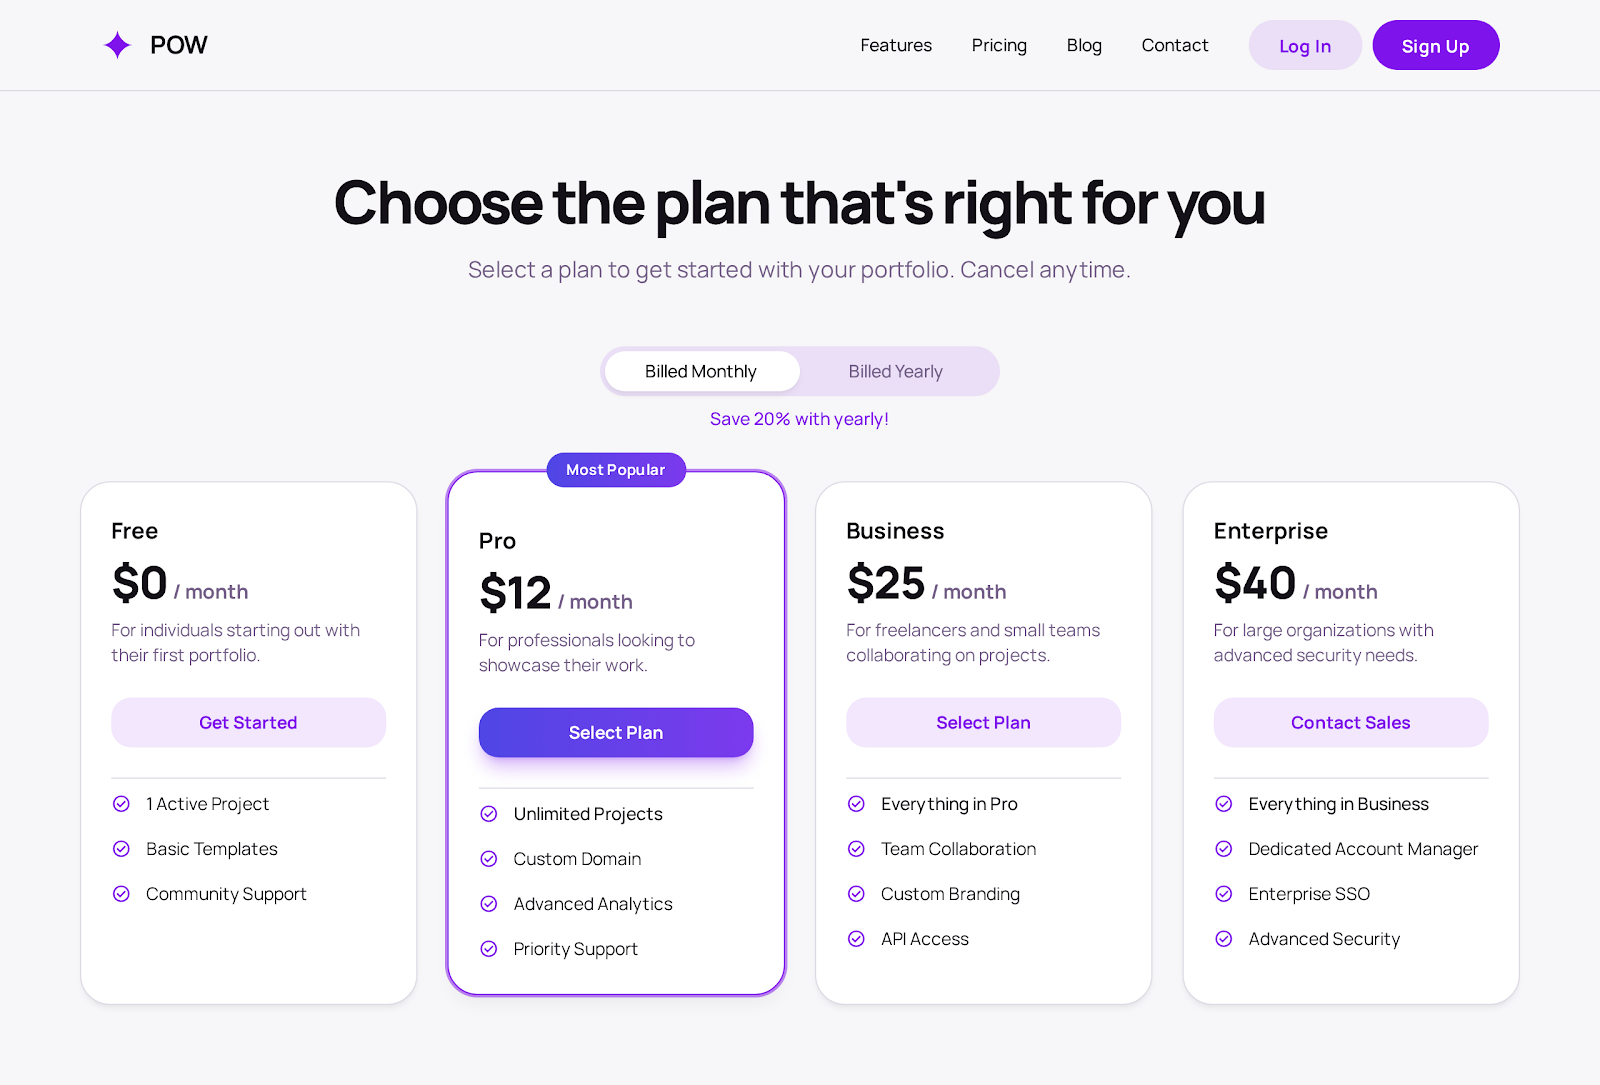 POW
Features
Pricing
Blog
Contact
Log In
Sign Up
Choose the plan that's right for you
Select a plan to get started with your portfolio. Cancel anytime.
Billed Monthly
Billed Yearly
Save 20% with yearly!
Free
$0 / month
For individuals starting out with
their first portfolio.
Get Started
1 Active Project
Basic Templates
Community Support
Most Popular
Pro
$12 / month
For professionals looking to
showcase their work.
Select Plan
Unlimited Projects
Custom Domain
Advanced Analytics
Priority Support
Business
$25 / month
For freelancers and small teams
collaborating on projects.
Select Plan
Everything in Pro
Team Collaboration
Custom Branding
API Access
Enterprise
$40 / month
For large organizations with
advanced security needs.
Contact Sales
Everything in Business
Dedicated Account Manager
Enterprise SSO
Advanced Security